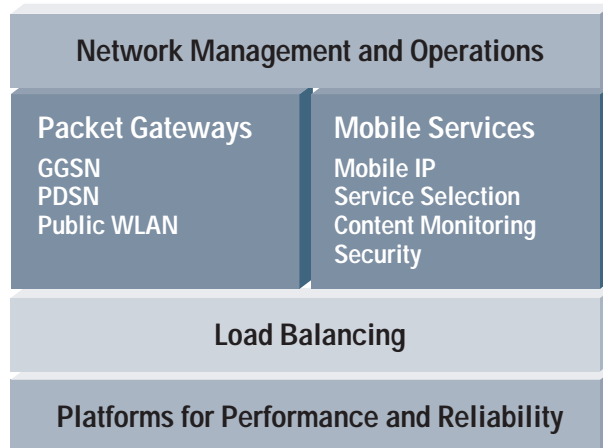 Network Management and Operations
Packet Gateways
GGSN
PDSN
Public WLAN
Mobile Services
Mobile IP
Service Selection
Content Monitoring
Security
Load Balancing
Platforms for Performance and Reliability